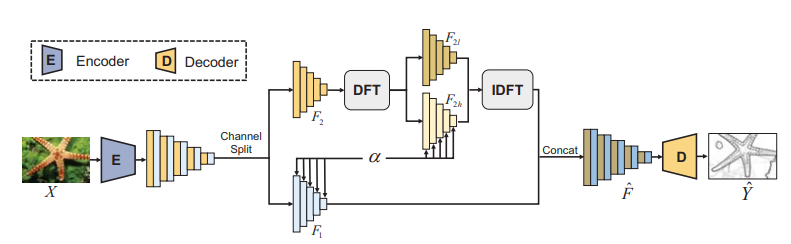 E Encoder D Decoder
F₂ₗ
DFT IDFT
F₂ F₂ₕ
Channel
Split
E α Concat D
X F₁ F̂ Ŷ